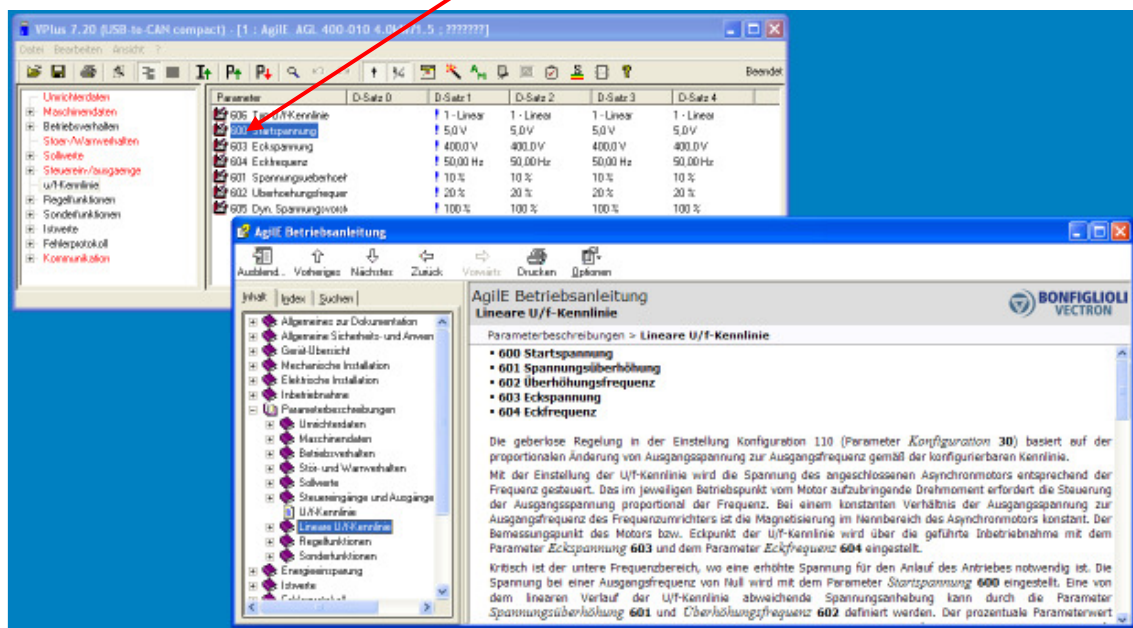 VPlus 7.20 (USB-to-CAN compact) - [1 : AgilE AGL 400-010 4.0 1.5 ; ???????]
Datei Bearbeiten Ansicht ?
Beendet
Umrichterdaten
Maschinendaten
Betriebsverhalten
Stoer-/Warnverhalten
Sollwerte
Steuerein-/ausgaenge
u/f-Kennlinie
Regelfunktionen
Sonderfunktionen
Istwerte
Fehlerprotokoll
Kommunikation
Parameter D-Satz 0 D-Satz 1 D-Satz 2 D-Satz 3 D-Satz 4
606 Typ U/f-Kennlinie 1 - Linear 1 - Linear 1 - Linear 1 - Linear
600 Startspannung 5,0 V 5,0 V 5,0 V 5,0 V
603 Eckspannung 400,0 V 400,0 V 400,0 V 400,0 V
604 Eckfrequenz 50,00 Hz 50,00 Hz 50,00 Hz 50,00 Hz
601 Spannungsueberhoeh 10 % 10 % 10 % 10 %
602 Ueberhoehungsfrequer 20 % 20 % 20 % 20 %
605 Dyn. Spannungsvorst 100 % 100 % 100 % 100 %
AgilE Betriebsanleitung
Ausblend.. Vorheriges Nächstes Zurück Vorwärts Drucken Optionen
Inhalt Index Suchen
Allgemeines zur Dokumentation
Allgemeine Sicherheits- und Anwen
Gerät-Übersicht
Mechanische Installation
Elektrische Installation
Inbetriebnahme
Parameterbeschreibungen
Umrichterdaten
Maschinendaten
Betriebsverhalten
Stör- und Warnverhalten
Sollwerte
Steuereingänge und Ausgänge
U/f-Kennlinie
Lineare U/f-Kennlinie
Regelfunktionen
Sonderfunktionen
Energieeinsparung
Istwerte
AgilE Betriebsanleitung
Lineare U/f-Kennlinie
BONFIGLIOLI
VECTRON
Parameterbeschreibungen > Lineare U/f-Kennlinie
• 600 Startspannung
• 601 Spannungsüberhöhung
• 602 Überhöhungsfrequenz
• 603 Eckspannung
• 604 Eckfrequenz
Die geberlose Regelung in der Einstellung Konfiguration 110 (Parameter Konfiguration 30) basiert auf der
proportionalen Änderung von Ausgangsspannung zur Ausgangsfrequenz gemäß der konfigurierbaren Kennlinie.
Mit der Einstellung der U/f-Kennlinie wird die Spannung des angeschlossenen Asynchronmotors entsprechend der
Frequenz gesteuert. Das im jeweiligen Betriebspunkt vom Motor aufzubringende Drehmoment erfordert die Steuerung
der Ausgangsspannung proportional der Frequenz. Bei einem konstanten Verhältnis der Ausgangsspannung zur
Ausgangsfrequenz des Frequenzumrichters ist die Magnetisierung im Nennbereich des Asynchronmotors konstant. Der
Bemessungspunkt des Motors bzw. Eckpunkt der U/f-Kennlinie wird über die geführte Inbetriebnahme mit dem
Parameter Eckspannung 603 und dem Parameter Eckfrequenz 604 eingestellt.
Kritisch ist der untere Frequenzbereich, wo eine erhöhte Spannung für den Anlauf des Antriebes notwendig ist. Die
Spannung bei einer Ausgangsfrequenz von Null wird mit dem Parameter Startspannung 600 eingestellt. Eine von
dem linearen Verlauf der U/f-Kennlinie abweichende Spannungsanhebung kann durch die Parameter
Spannungsüberhöhung 601 und Überhöhungsfrequenz 602 definiert werden. Der prozentuale Parameterwert